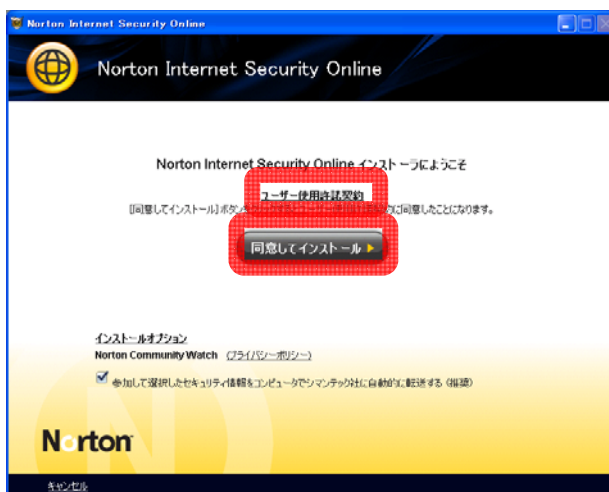 Norton Internet Security Online
Norton Internet Security Online
Norton Internet Security Online インストーラにようこそ
ユーザー使用許諾契約
[同意してインストール]ボタンを に同意したことになります。
同意してインストール
インストールオプション
Norton Community Watch (プライバシーポリシー)
参加して選択したセキュリティ情報をコンピュータでシマンテック社に自動的に転送する (推奨)
Norton
キャンセル